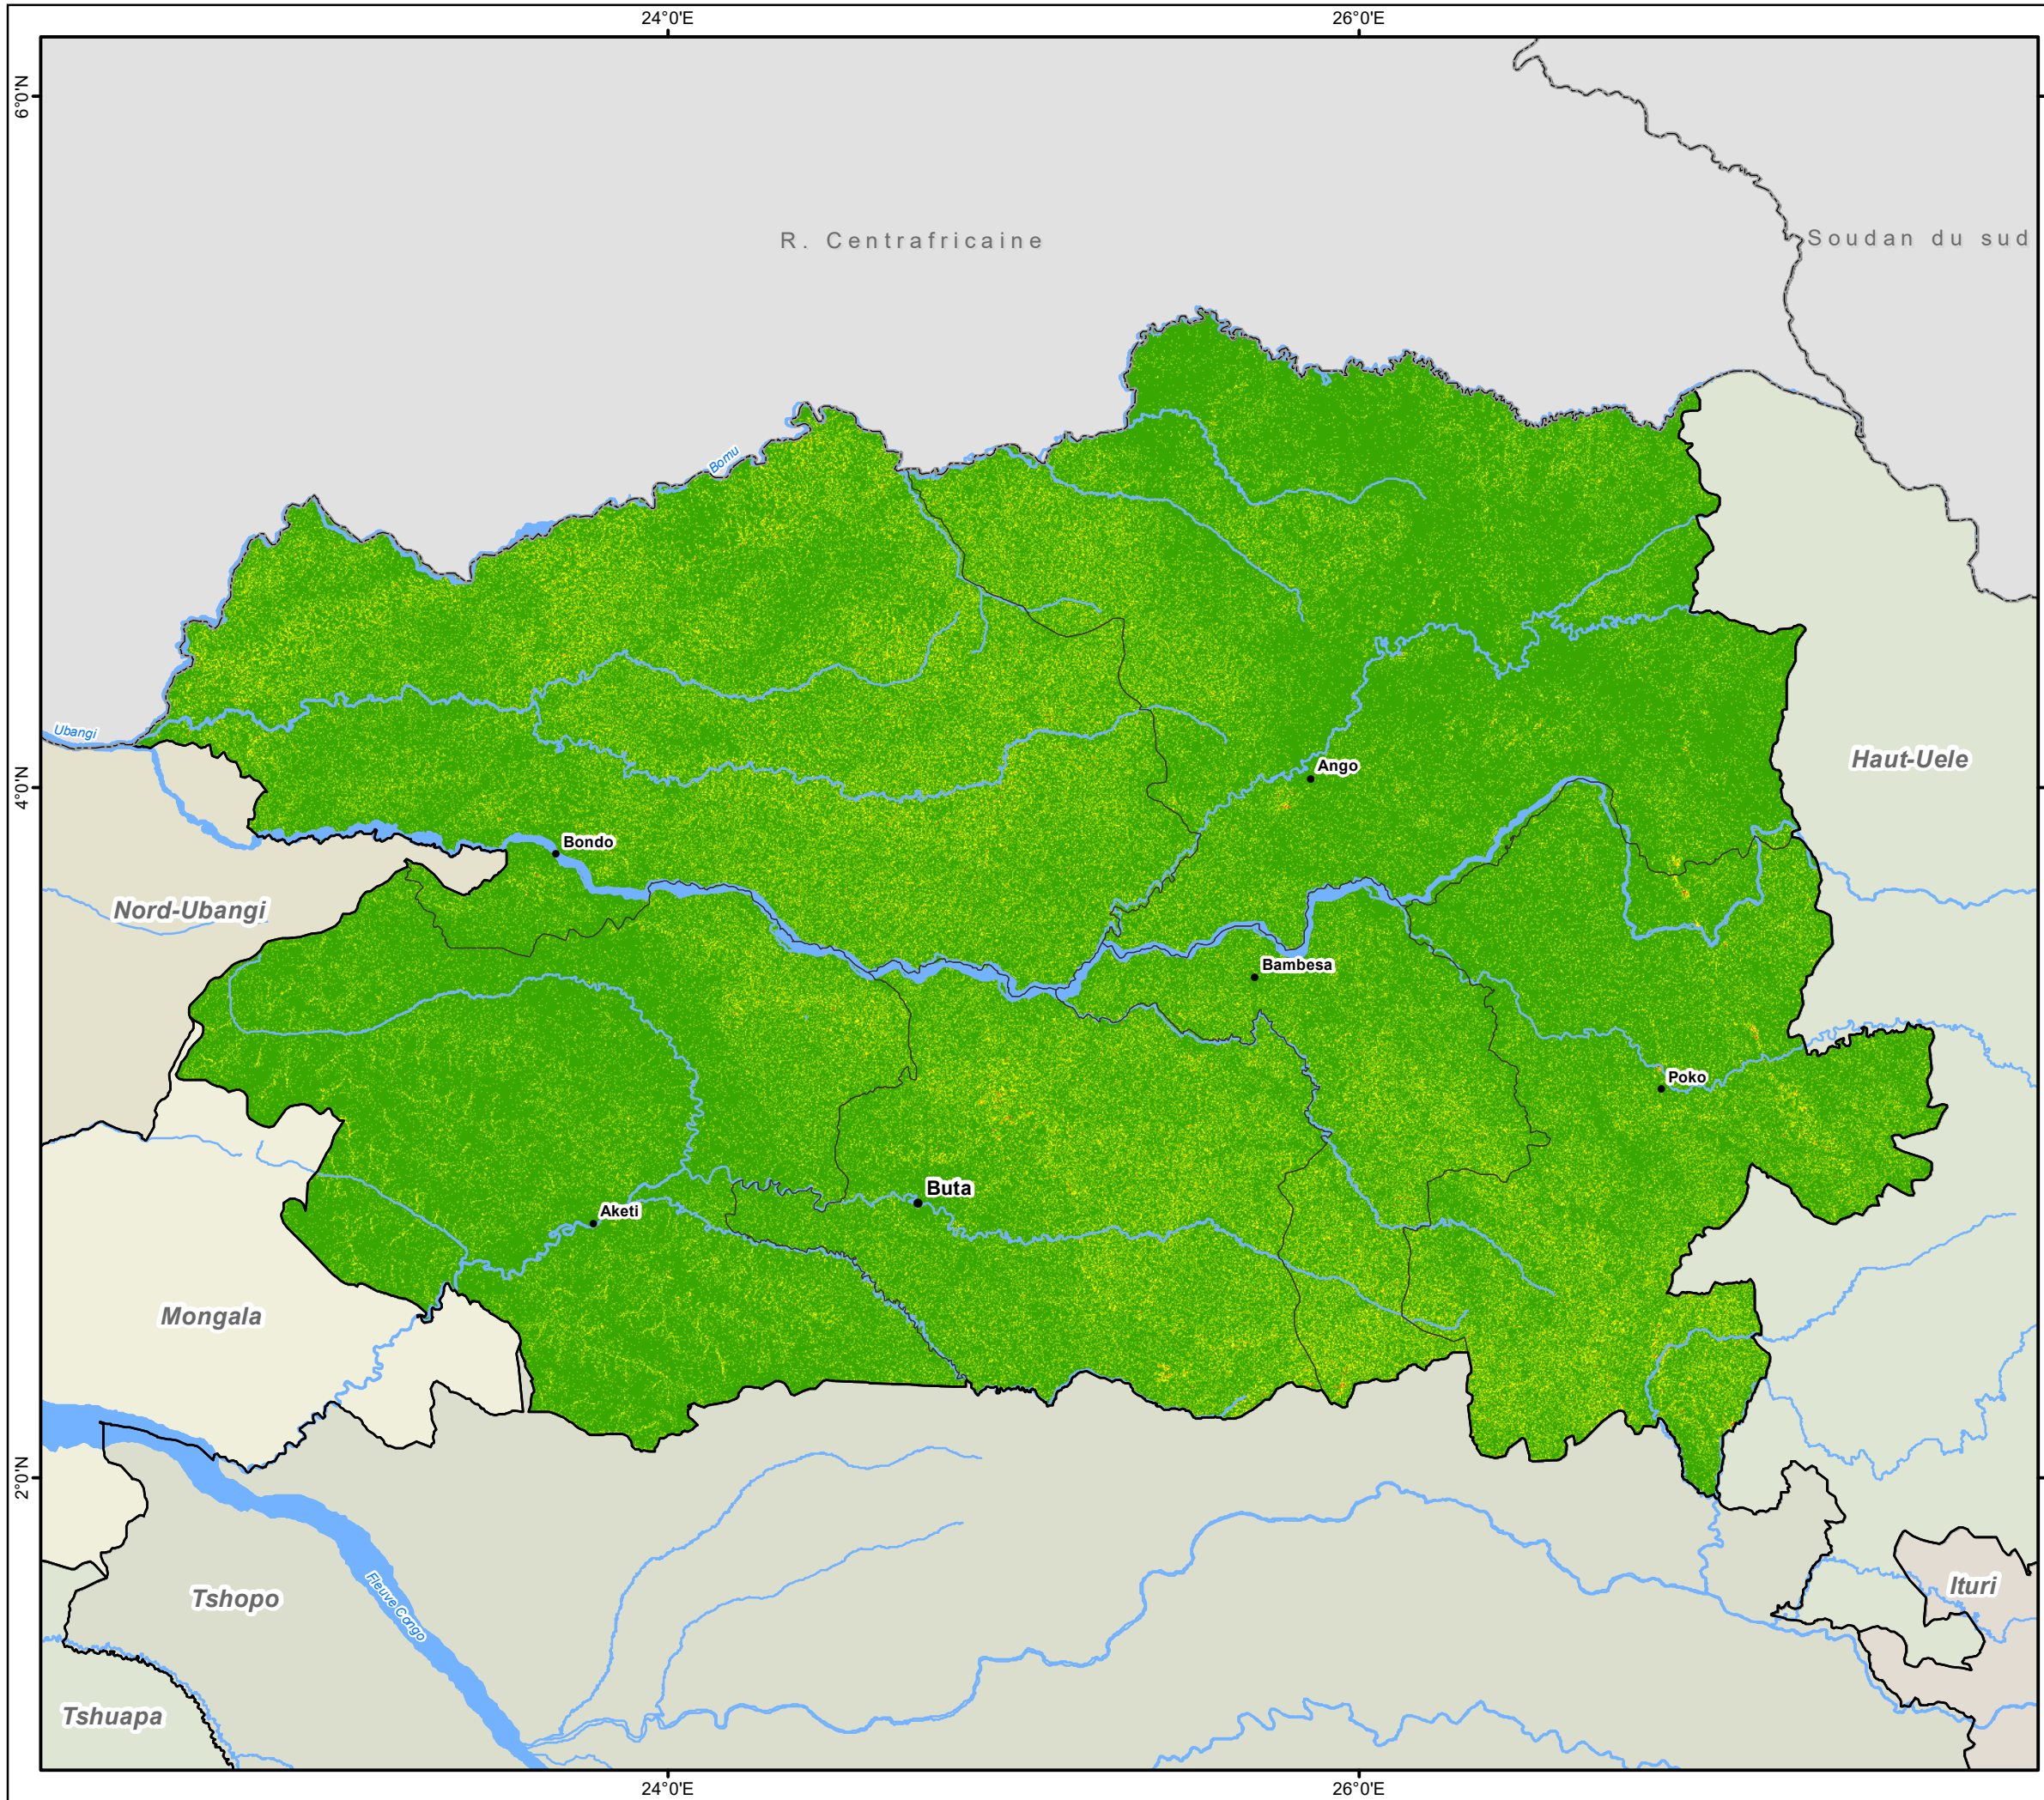 24°0'E
26°0'E
6°0'N
R. Centrafricaine
Soudan du sud
Bomu
Ubangi
4°0'N
Ango
Haut-Uele
Bondo
Nord-Ubangi
Bambesa
Poko
Buta
Aketi
Mongala
2°0'N
Tshopo
Fleuve Congo
Ituri
Tshuapa
24°0'E
26°0'E